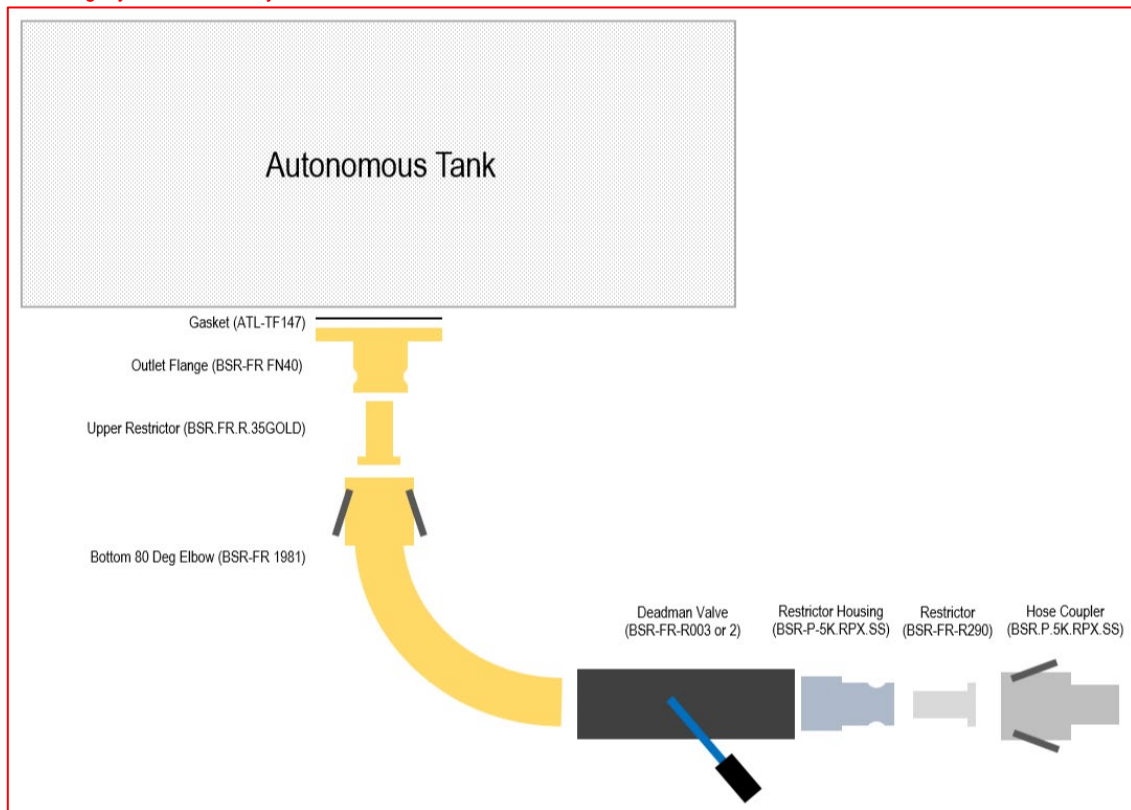 Autonomous Tank
Gasket (ATL-TF147)
Outlet Flange (BSR-FR FN40)
Upper Restrictor (BSR.FR.R.35GOLD)
Bottom 80 Deg Elbow (BSR-FR 1981)
Deadman Valve
(BSR-FR-R003 or 2)
Restrictor Housing
(BSR-P-5K.RPX.SS)
Restrictor
(BSR-FR-R290)
Hose Coupler
(BSR.P.5K.RPX.SS)